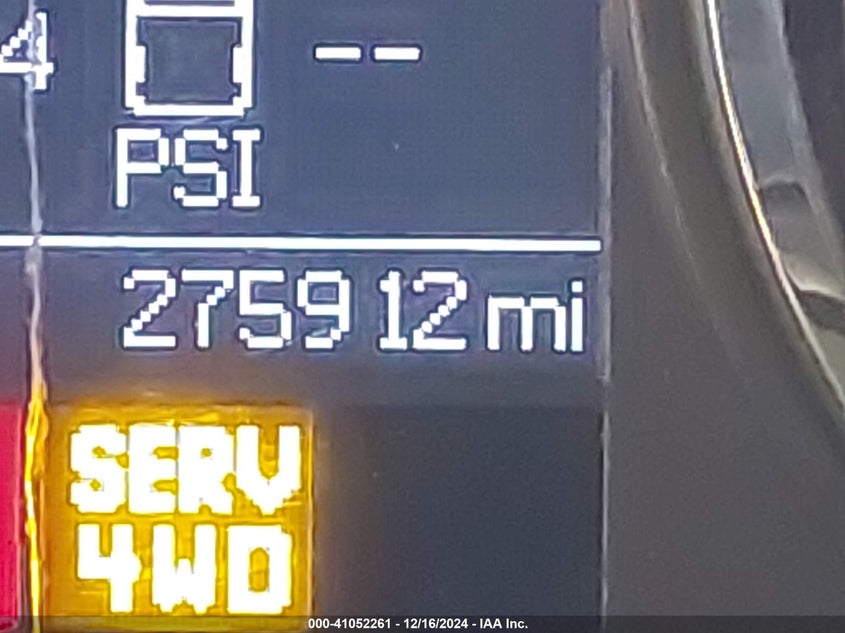 4 --
PSI
275912 mi
SERV
4WD
000-41052261 - 12/16/2024 - IAA Inc.